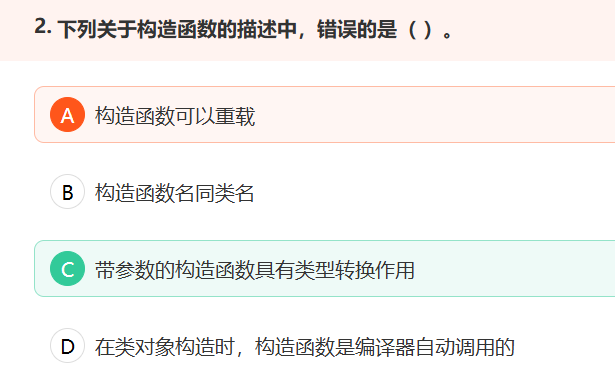 2. 下列关于构造函数的描述中，错误的是（ ）。
A 构造函数可以重载
B 构造函数名同类名
C 带参数的构造函数具有类型转换作用
D 在类对象构造时，构造函数是编译器自动调用的